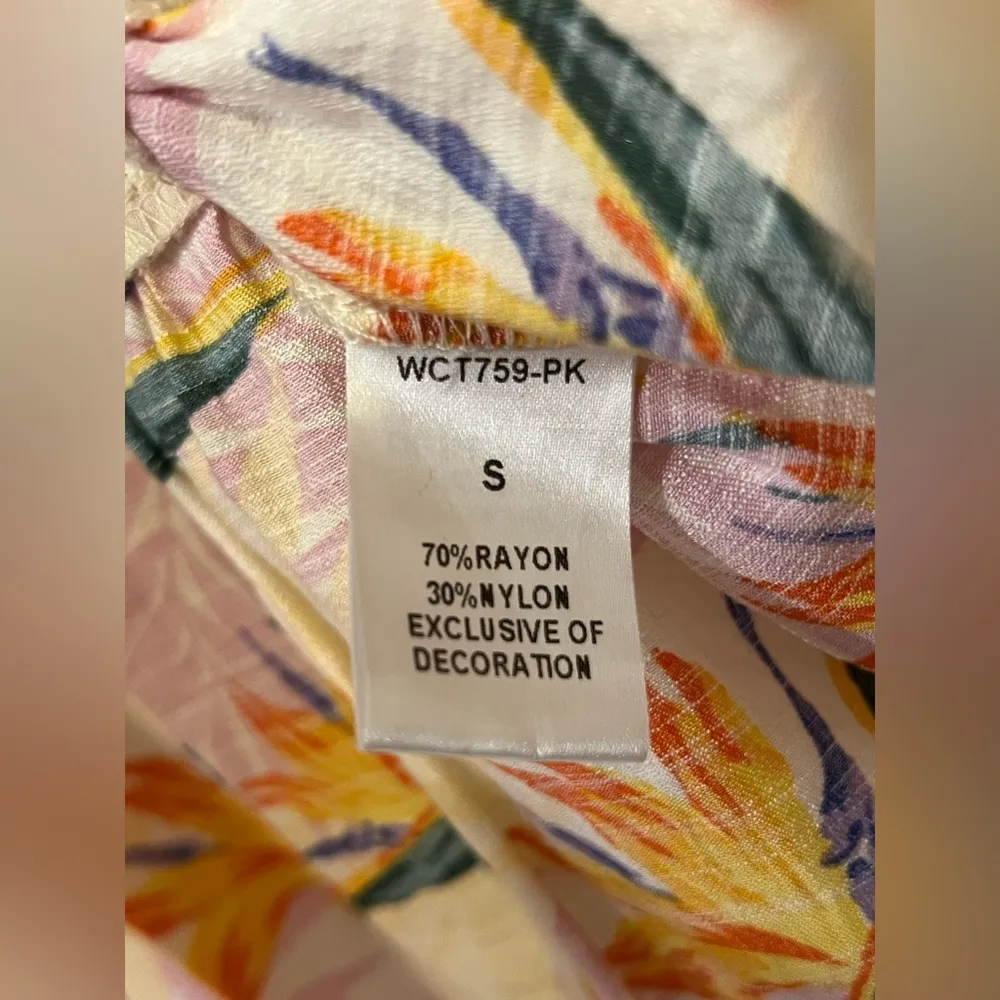 WCT759-PK
S
70%RAYON
30%NYLON
EXCLUSIVE OF
DECORATION